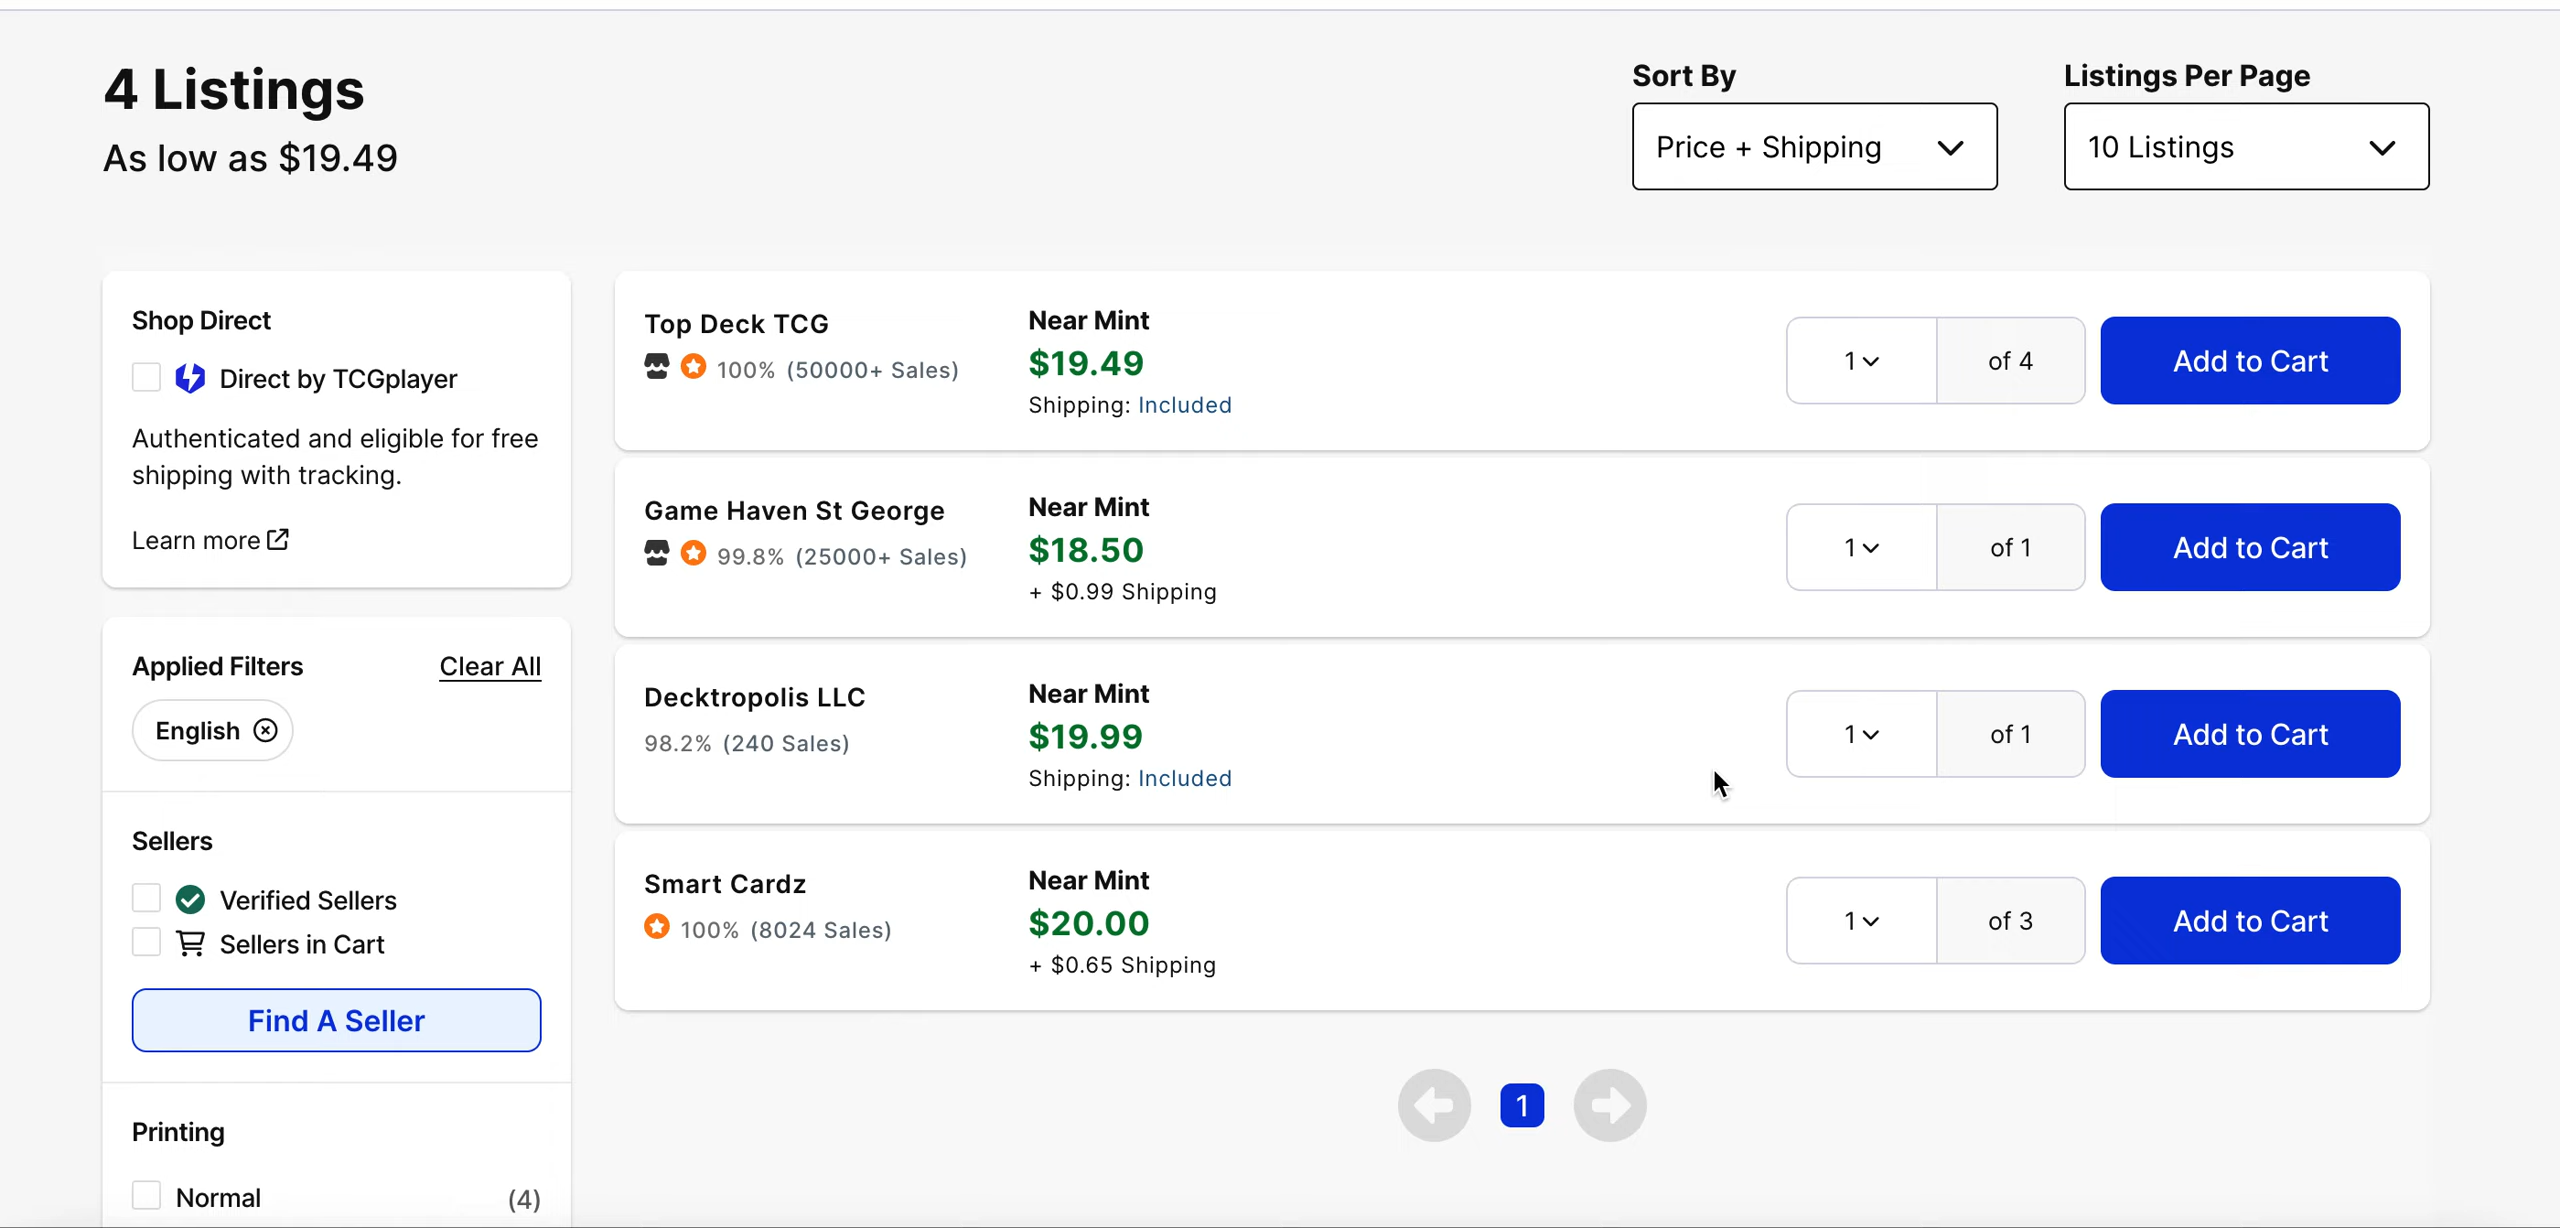 4 Listings
As low as $19.49
Sort By
Price + Shipping
Listings Per Page
10 Listings
Shop Direct
Direct by TCGplayer
Authenticated and eligible for free
shipping with tracking.
Learn more
Applied Filters
Clear All
English
Sellers
Verified Sellers
Sellers in Cart
Find A Seller
Printing
Normal (4)
Top Deck TCG
100% (50000+ Sales)
Near Mint
$19.49
Shipping: Included
1 of 4
Add to Cart
Game Haven St George
99.8% (25000+ Sales)
Near Mint
$18.50
+ $0.99 Shipping
1 of 1
Add to Cart
Decktropolis LLC
98.2% (240 Sales)
Near Mint
$19.99
Shipping: Included
1 of 1
Add to Cart
Smart Cardz
100% (8024 Sales)
Near Mint
$20.00
+ $0.65 Shipping
1 of 3
Add to Cart
1